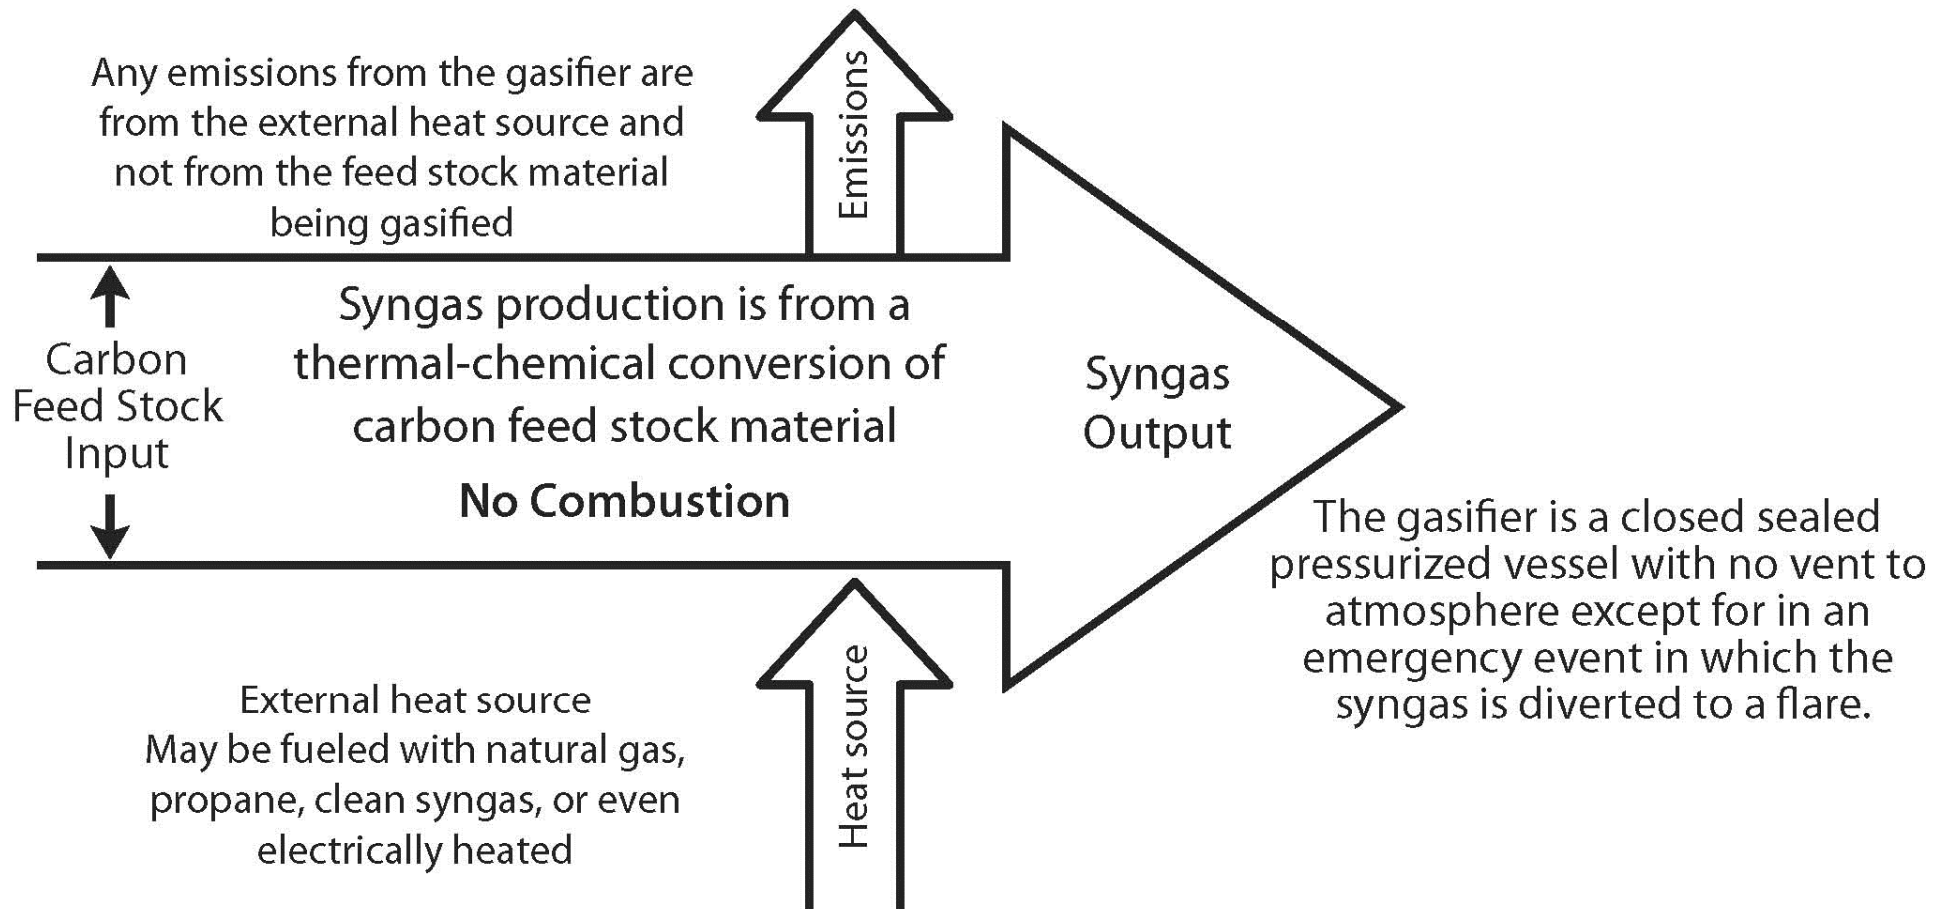 Any emissions from the gasifier are
from the external heat source and
not from the feed stock material
being gasified
Emissions
Carbon
Feed Stock
Input
Syngas production is from a
thermal-chemical conversion of
carbon feed stock material
No Combustion
Syngas
Output
The gasifier is a closed sealed
pressurized vessel with no vent to
atmosphere except for in an
emergency event in which the
syngas is diverted to a flare.
External heat source
May be fueled with natural gas,
propane, clean syngas, or even
electrically heated
Heat source